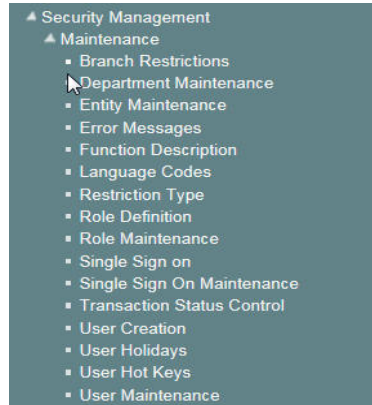 Security Management
Maintenance
Branch Restrictions
Department Maintenance
Entity Maintenance
Error Messages
Function Description
Language Codes
Restriction Type
Role Definition
Role Maintenance
Single Sign on
Single Sign On Maintenance
Transaction Status Control
User Creation
User Holidays
User Hot Keys
User Maintenance